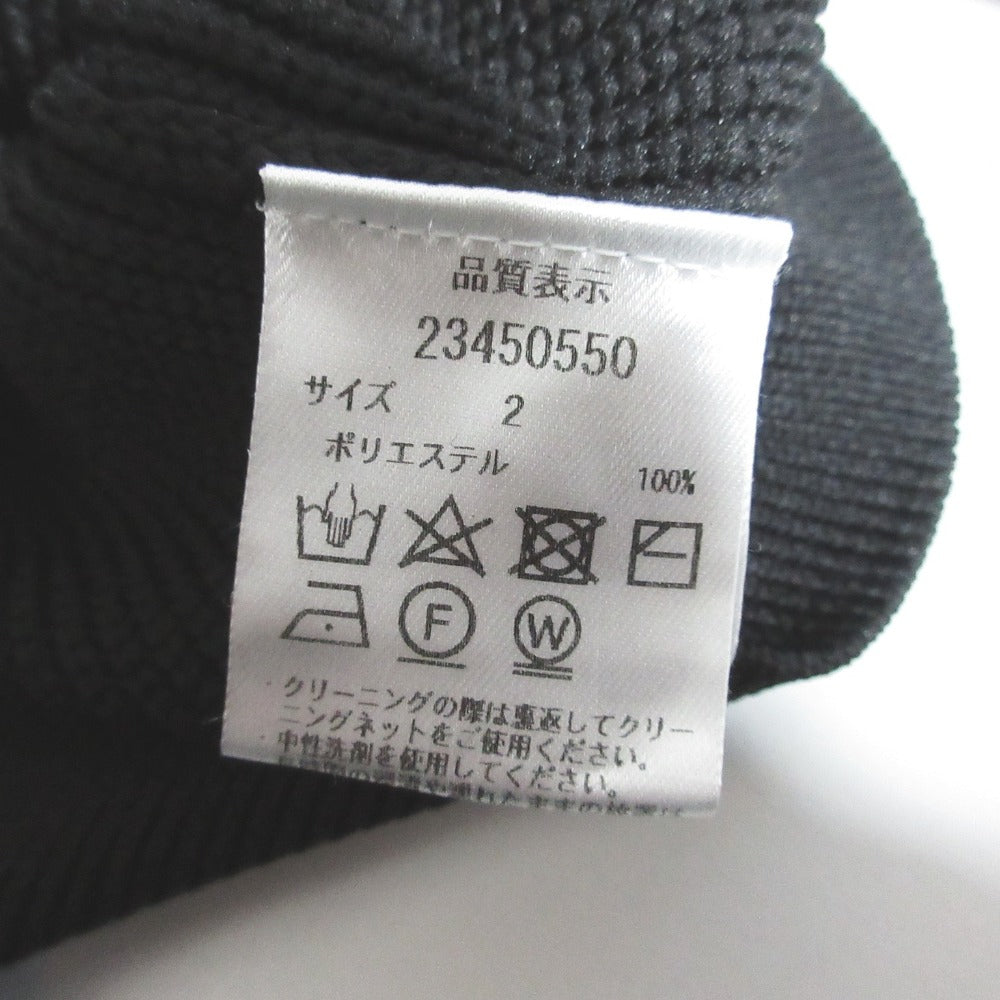 品質表示
23450550
サイズ 2
ポリエステル 100%
F W
・クリーニングの際は裏返してクリー
ニングネットをご使用ください。
・中性洗剤を使用してください。